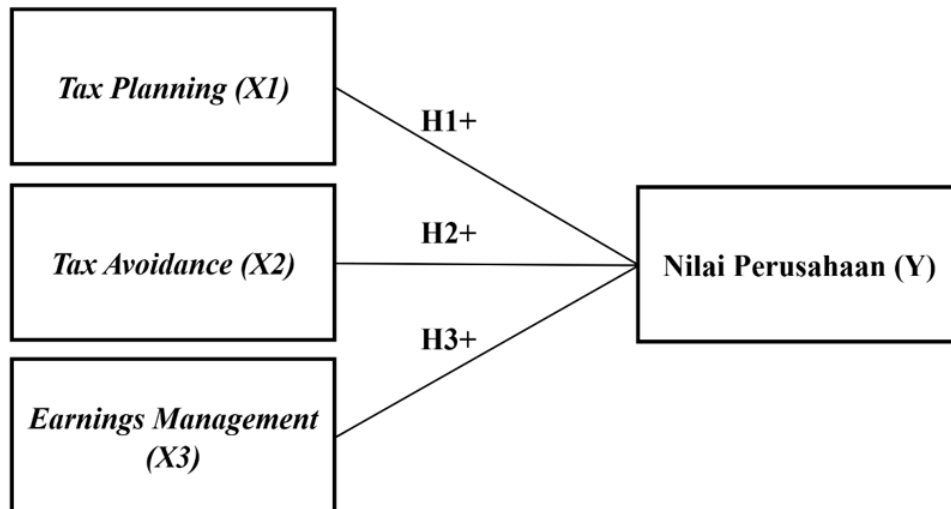 Tax Planning (X1)
H1+
Tax Avoidance (X2)
H2+
Nilai Perusahaan (Y)
H3+
Earnings Management
(X3)